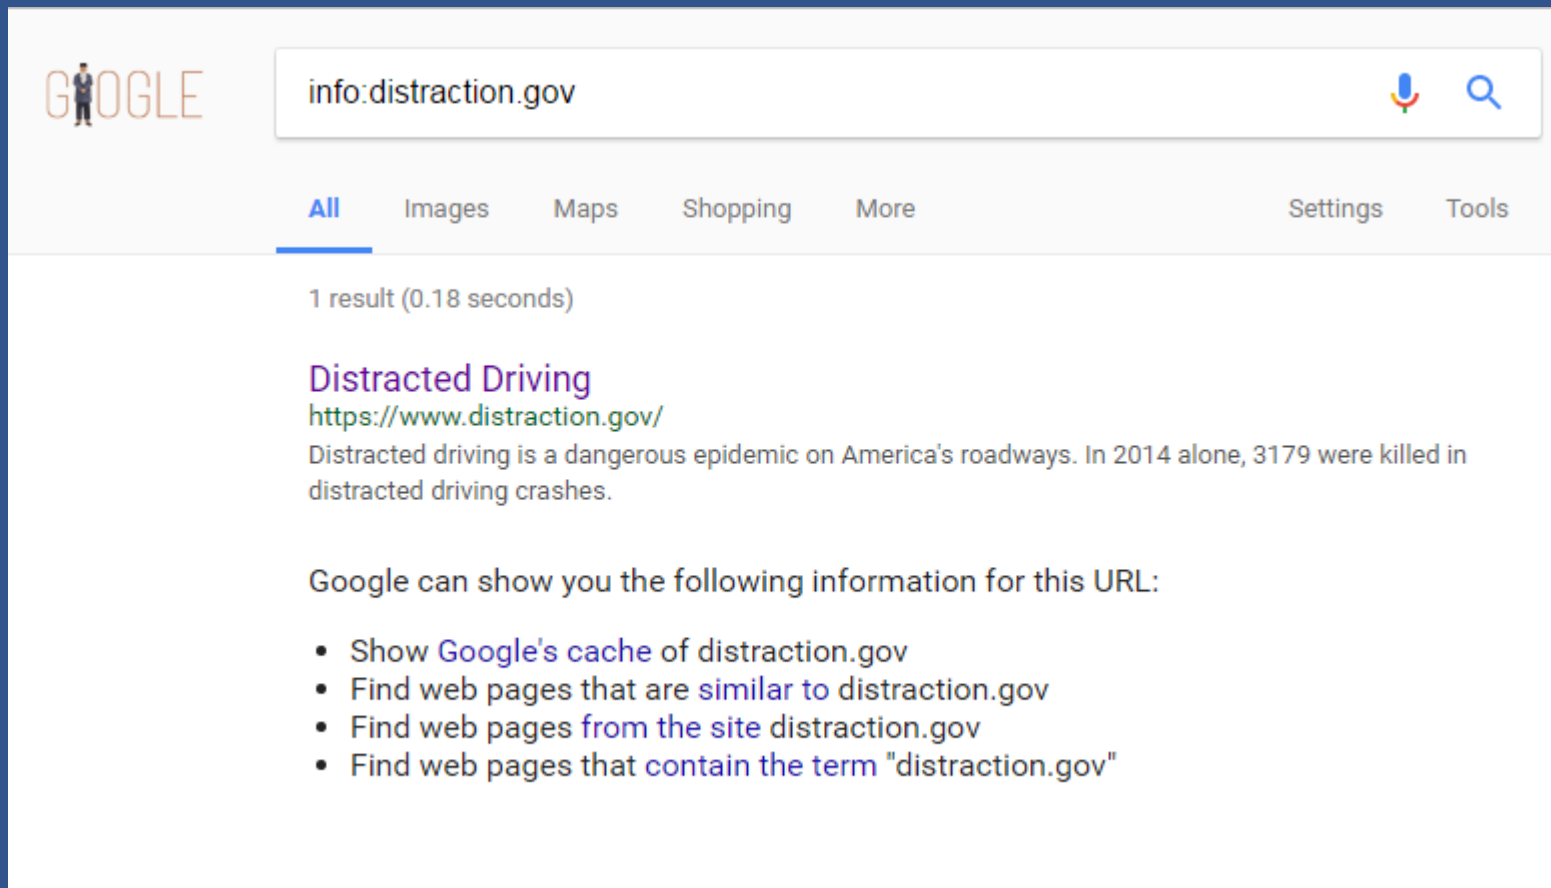 GOOGLE
info:distraction.gov
All Images Maps Shopping More Settings Tools
1 result (0.18 seconds)
Distracted Driving
https://www.distraction.gov/
Distracted driving is a dangerous epidemic on America's roadways. In 2014 alone, 3179 were killed in
distracted driving crashes.
Google can show you the following information for this URL:
• Show Google's cache of distraction.gov
• Find web pages that are similar to distraction.gov
• Find web pages from the site distraction.gov
• Find web pages that contain the term "distraction.gov"